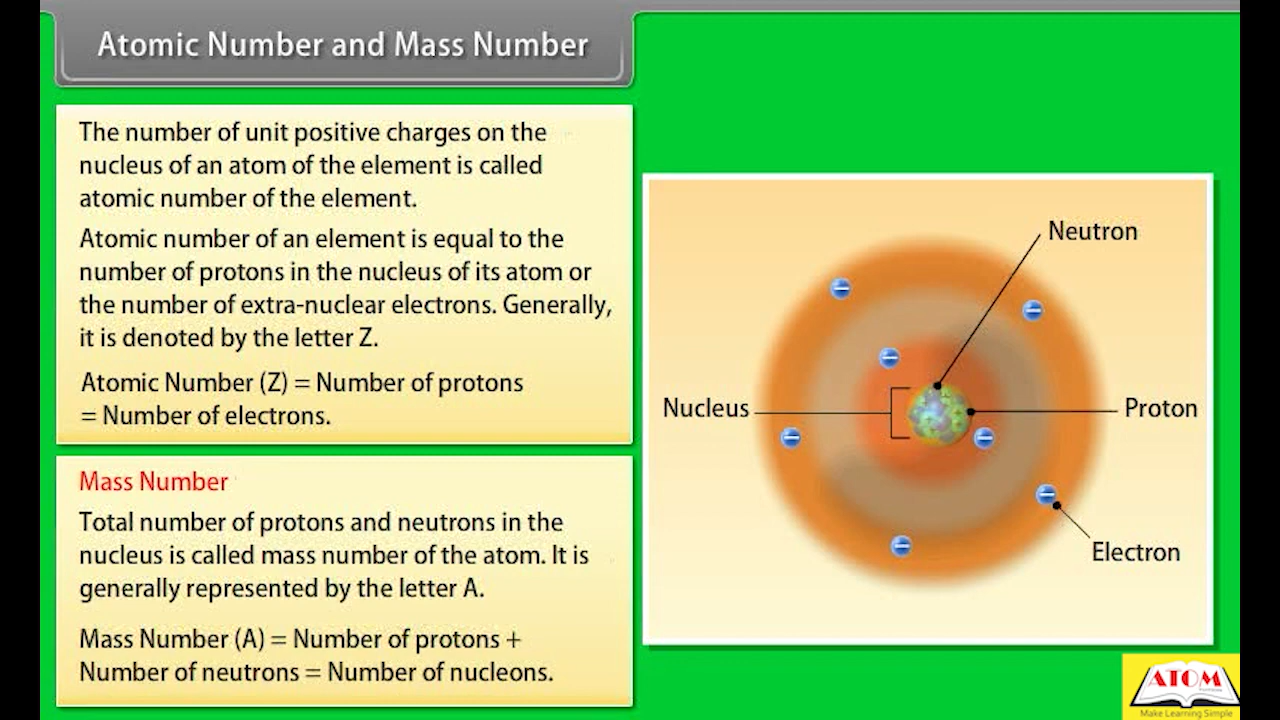 Atomic Number and Mass Number
The number of unit positive charges on the
nucleus of an atom of the element is called
atomic number of the element.
Atomic number of an element is equal to the
number of protons in the nucleus of its atom or
the number of extra-nuclear electrons. Generally,
it is denoted by the letter Z.
Atomic Number (Z) = Number of protons
= Number of electrons.
Mass Number
Total number of protons and neutrons in the
nucleus is called mass number of the atom. It is
generally represented by the letter A.
Mass Number (A) = Number of protons +
Number of neutrons = Number of nucleons.
Neutron
Nucleus
Proton
Electron
ATOM
Make Learning Simple